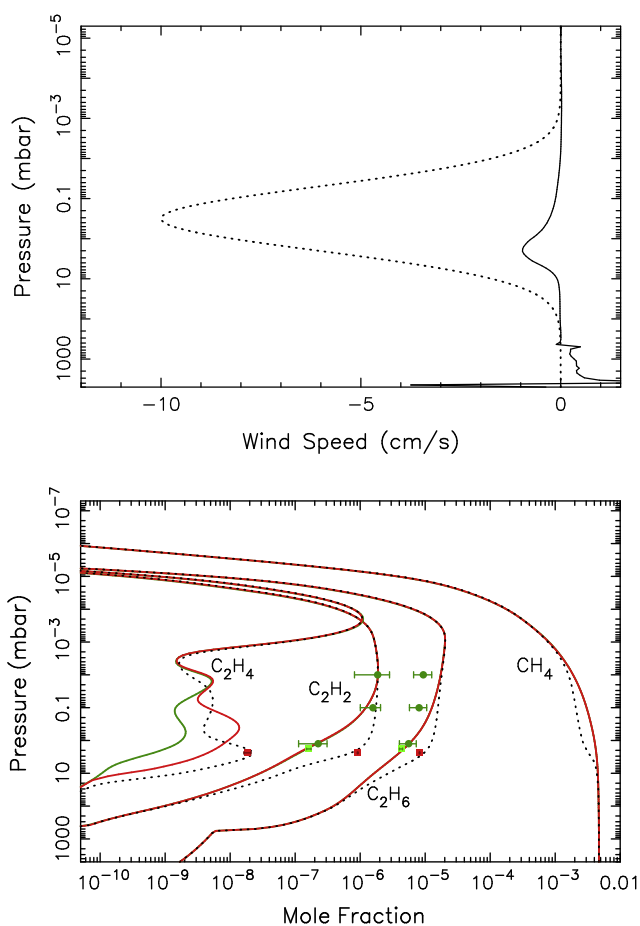 10⁻⁵
10⁻³
0.1
10
1000
Pressure (mbar)
−10
−5
0
Wind Speed (cm/s)
10⁻⁷
10⁻⁵
10⁻³
0.1
10
1000
Pressure (mbar)
C₂H₄
C₂H₂
CH₄
C₂H₆
10⁻¹⁰ 10⁻⁹ 10⁻⁸ 10⁻⁷ 10⁻⁶ 10⁻⁵ 10⁻⁴ 10⁻³ 0.01
Mole Fraction